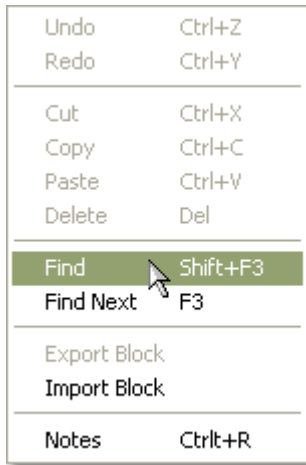 Undo Ctrl+Z
Redo Ctrl+Y
Cut Ctrl+X
Copy Ctrl+C
Paste Ctrl+V
Delete Del
Find Shift+F3
Find Next F3
Export Block
Import Block
Notes Ctrlt+R